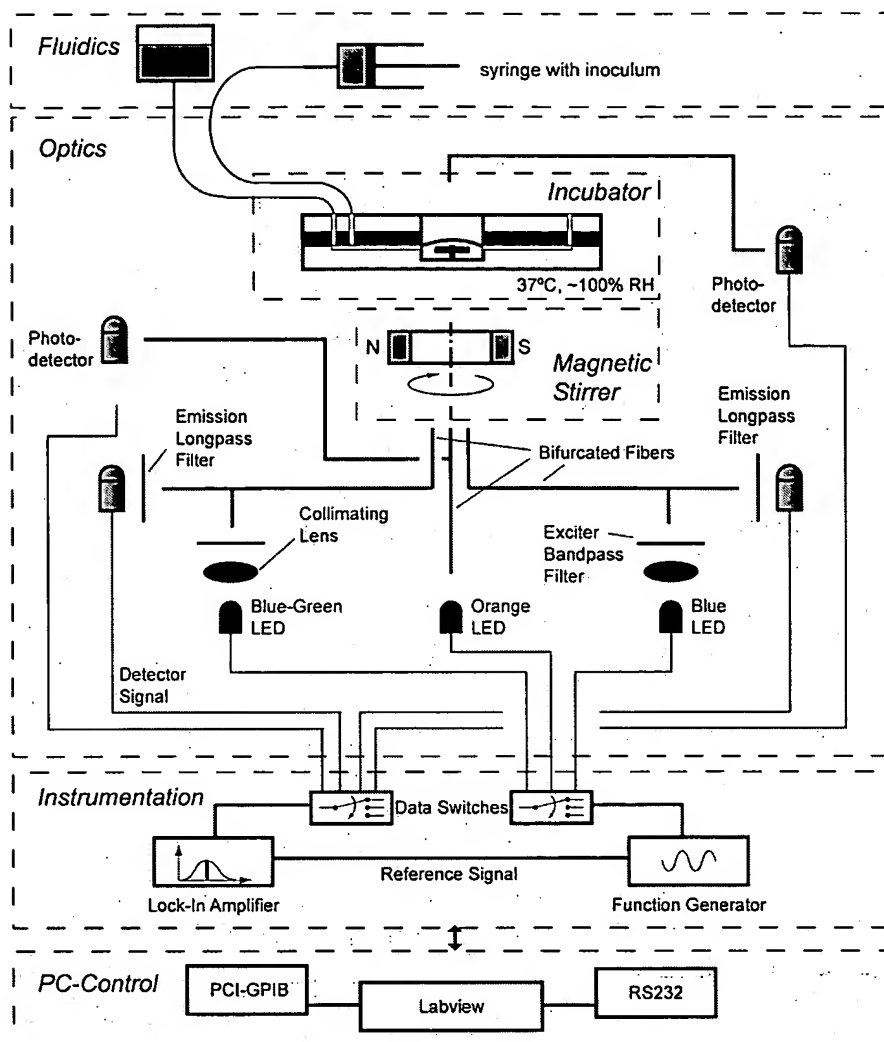 Fluidics
syringe with inoculum
Optics
Incubator
37ºC, ~100% RH
Photo-
detector
Photo-
detector
N
S
Magnetic
Stirrer
Emission
Longpass
Filter
Emission
Longpass
Filter
Bifurcated Fibers
Collimating
Lens
Exciter
Bandpass
Filter
Blue-Green
LED
Orange
LED
Blue
LED
Detector
Signal
Instrumentation
Data Switches
Reference Signal
Lock-In Amplifier
Function Generator
PC-Control
PCI-GPIB
Labview
RS232